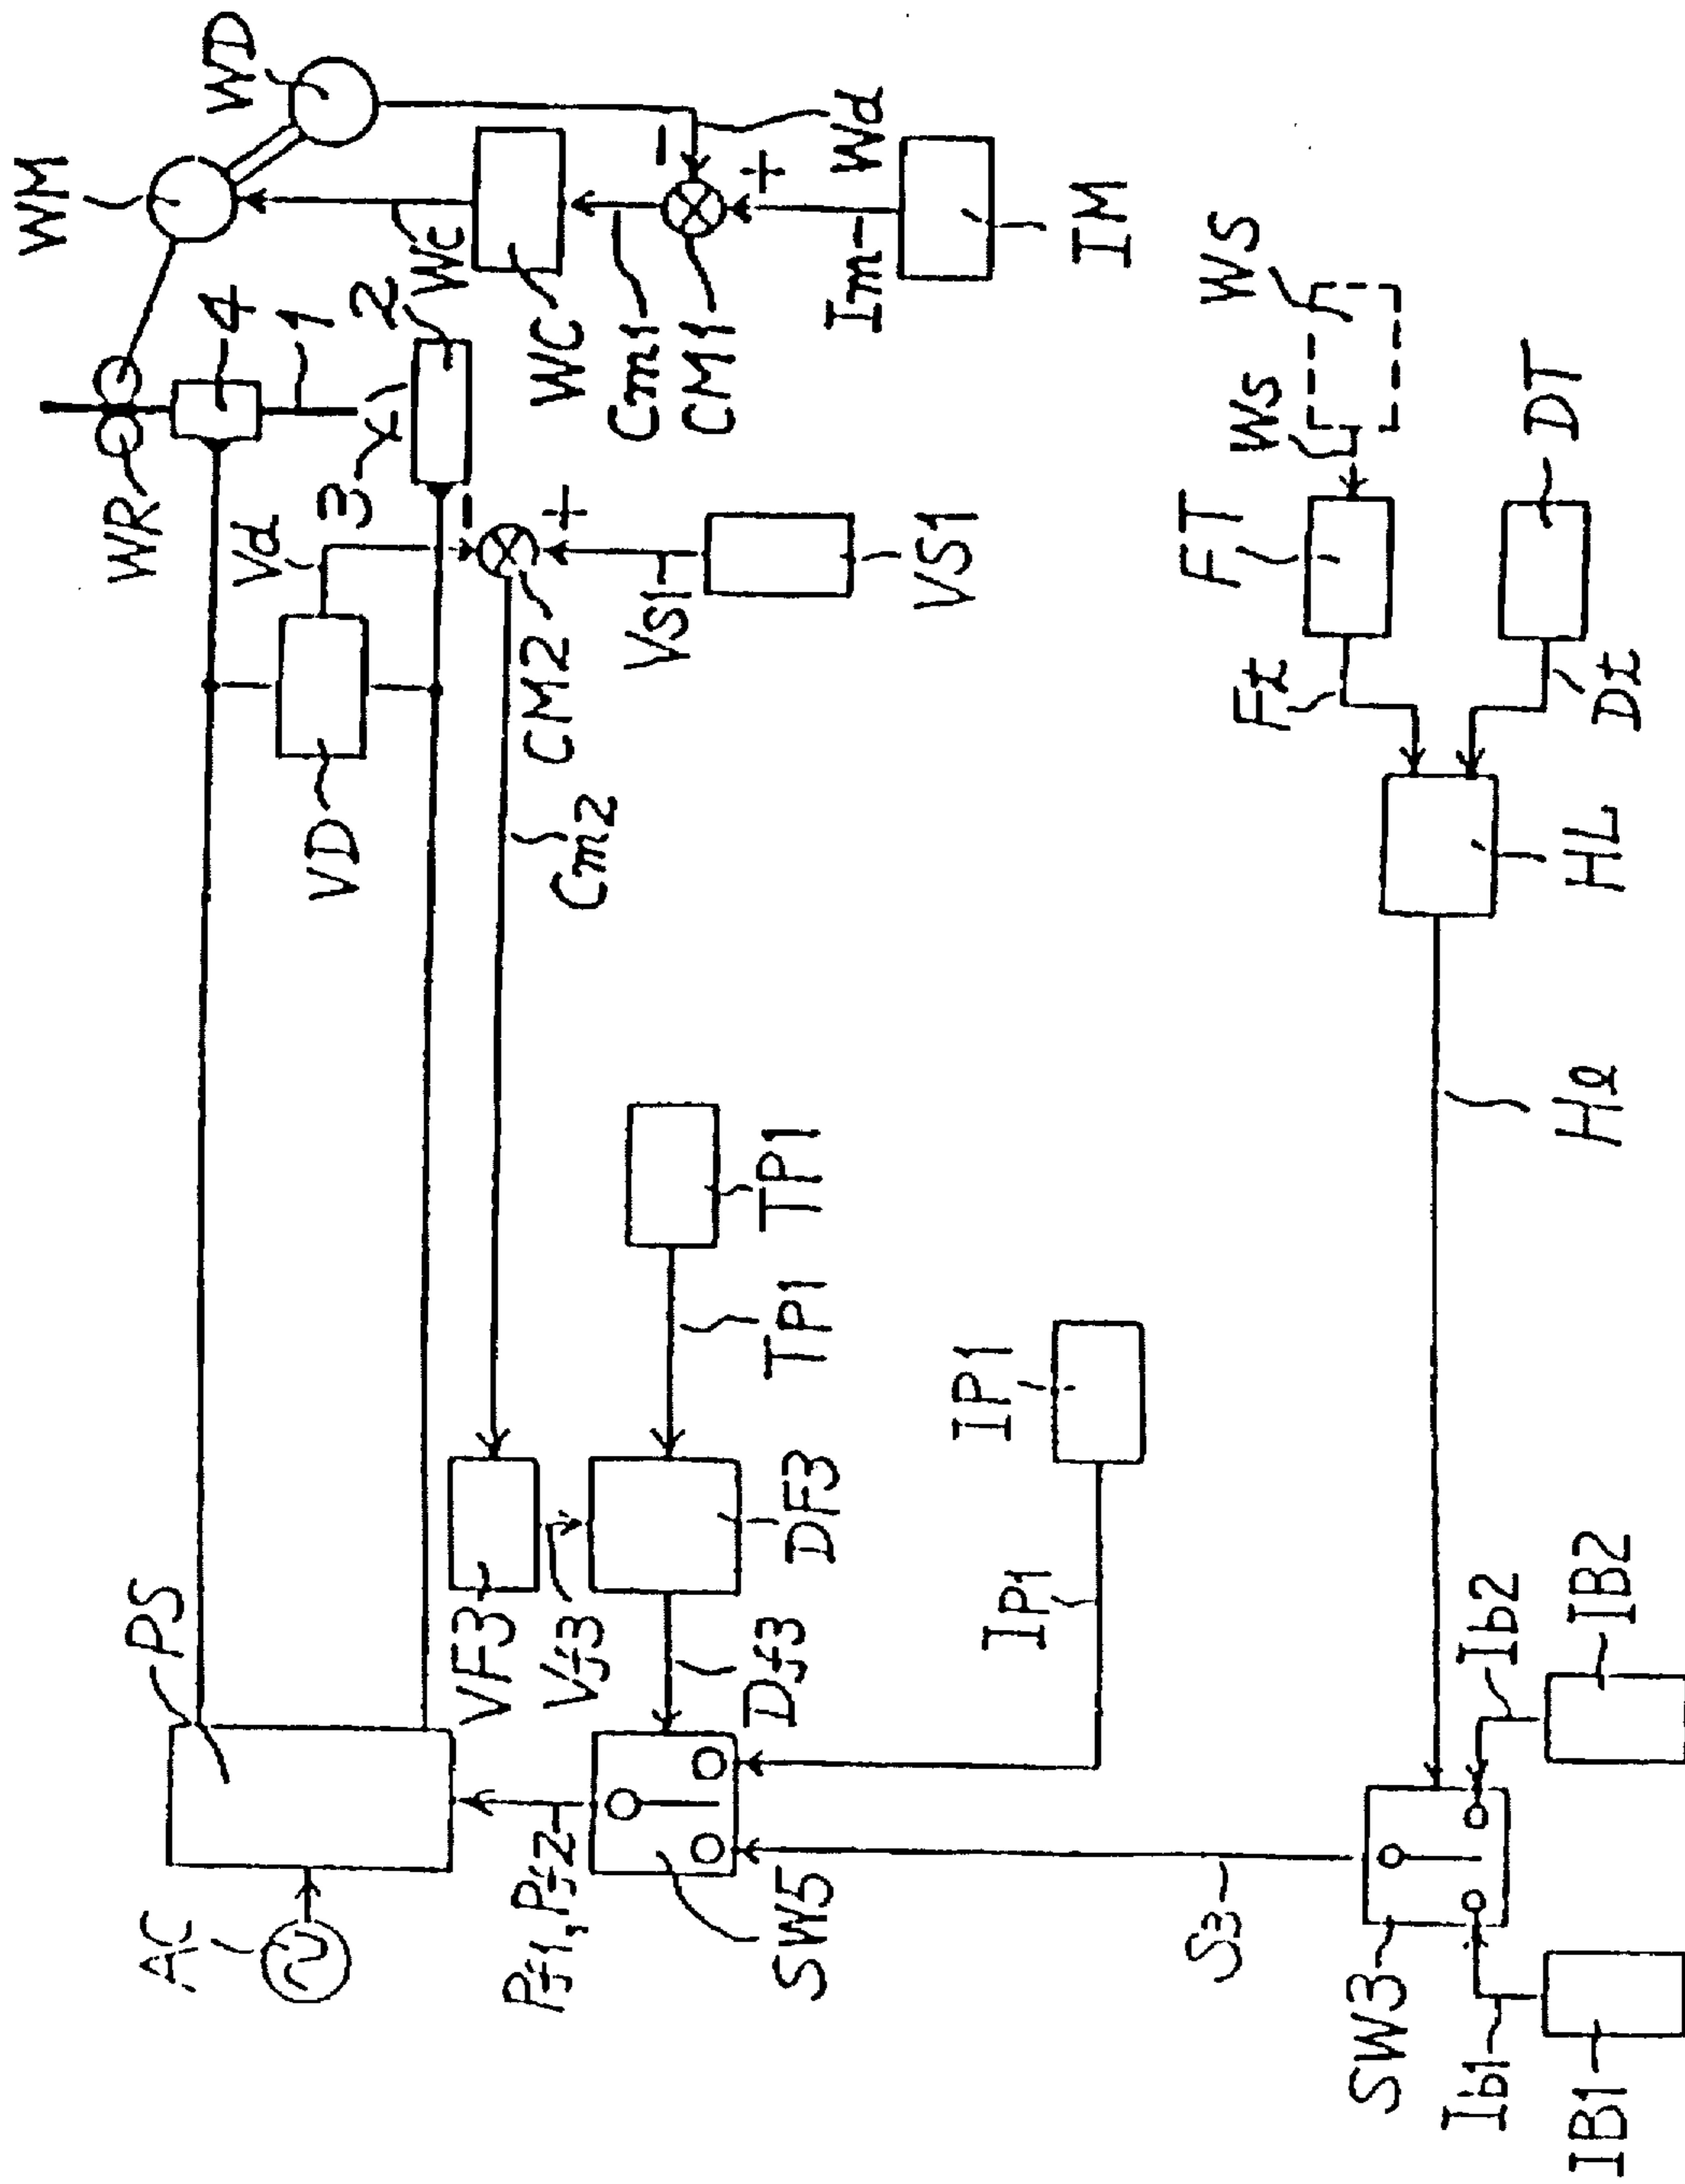 AC
PS
WR
WM
WD
4
1
3
2
Vd
VD
Wc
WC
Cm1
CM1
Wd
Im
IM
−
+
−
+
CM2
Cm2
Vs1
VS1
VF3
Vf3
DF3
Df3
TP1
TP1
Pf1, Pf2
SW5
IP1
IP1
S3
SW3
Ib1
IB1
Ib2
IB2
Hl
HL
Ft
FT
Dt
DT
Ws
WS